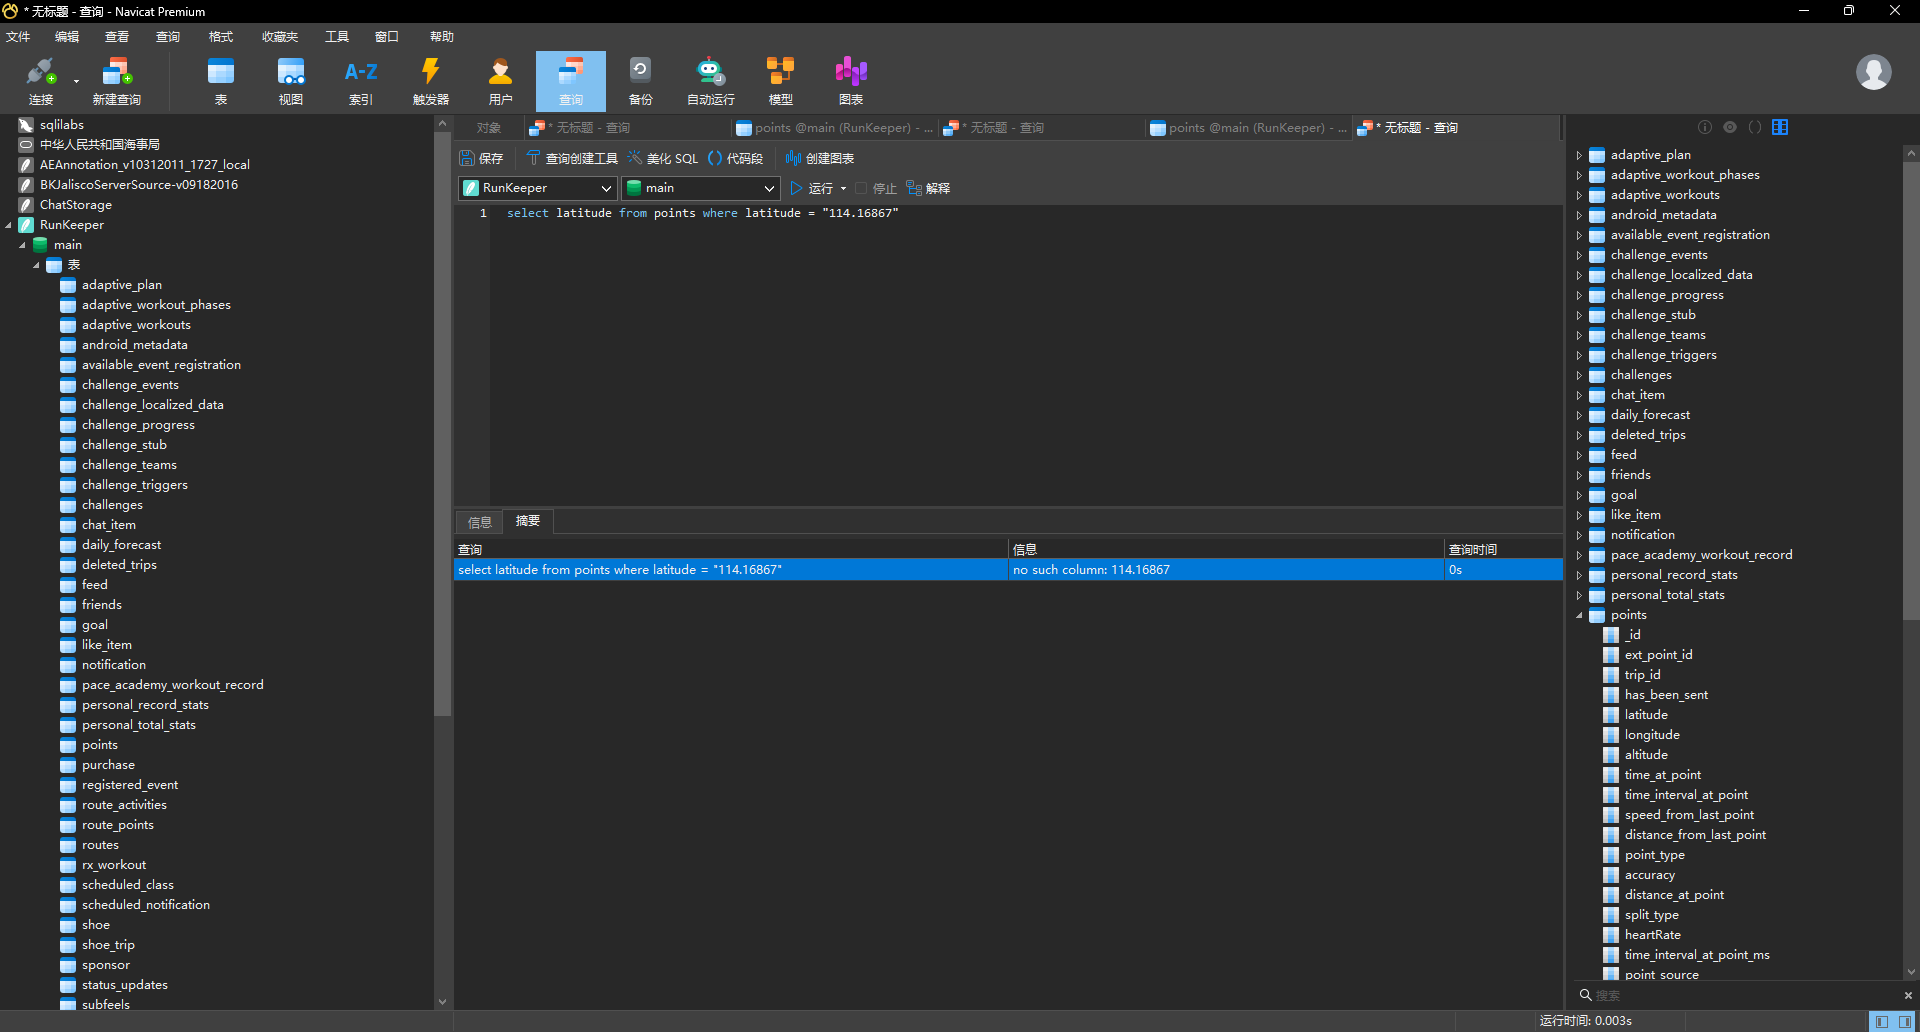 * 无标题 - 查询 - Navicat Premium
文件 编辑 查看 查询 格式 收藏夹 工具 窗口 帮助
连接 新建查询 表 视图 A-Z 索引 触发器 用户 查询 备份 自动运行 模型 图表
sqlilabs
中华人民共和国海事局
AEAnnotation_v10312011_1727_local
BKJaliscoServerSource-v09182016
ChatStorage
RunKeeper
main
表
adaptive_plan
adaptive_workout_phases
adaptive_workouts
android_metadata
available_event_registration
challenge_events
challenge_localized_data
challenge_progress
challenge_stub
challenge_teams
challenge_triggers
challenges
chat_item
daily_forecast
deleted_trips
feed
friends
goal
like_item
notification
pace_academy_workout_record
personal_record_stats
personal_total_stats
points
purchase
registered_event
route_activities
route_points
routes
rx_workout
scheduled_class
scheduled_notification
shoe
shoe_trip
sponsor
status_updates
subfeels
对象 * 无标题 - 查询 points @main (RunKeeper) - ... * 无标题 - 查询 points @main (RunKeeper) - ... * 无标题 - 查询
保存 查询创建工具 美化 SQL () 代码段 创建图表
RunKeeper main 运行 停止 解释
1 select latitude from points where latitude = "114.16867"
信息 摘要
查询 信息 查询时间
select latitude from points where latitude = "114.16867" no such column: 114.16867 0s
adaptive_plan
adaptive_workout_phases
adaptive_workouts
android_metadata
available_event_registration
challenge_events
challenge_localized_data
challenge_progress
challenge_stub
challenge_teams
challenge_triggers
challenges
chat_item
daily_forecast
deleted_trips
feed
friends
goal
like_item
notification
pace_academy_workout_record
personal_record_stats
personal_total_stats
points
_id
ext_point_id
trip_id
has_been_sent
latitude
longitude
altitude
time_at_point
time_interval_at_point
speed_from_last_point
distance_from_last_point
point_type
accuracy
distance_at_point
split_type
heartRate
time_interval_at_point_ms
point_source
搜索
运行时间: 0.003s